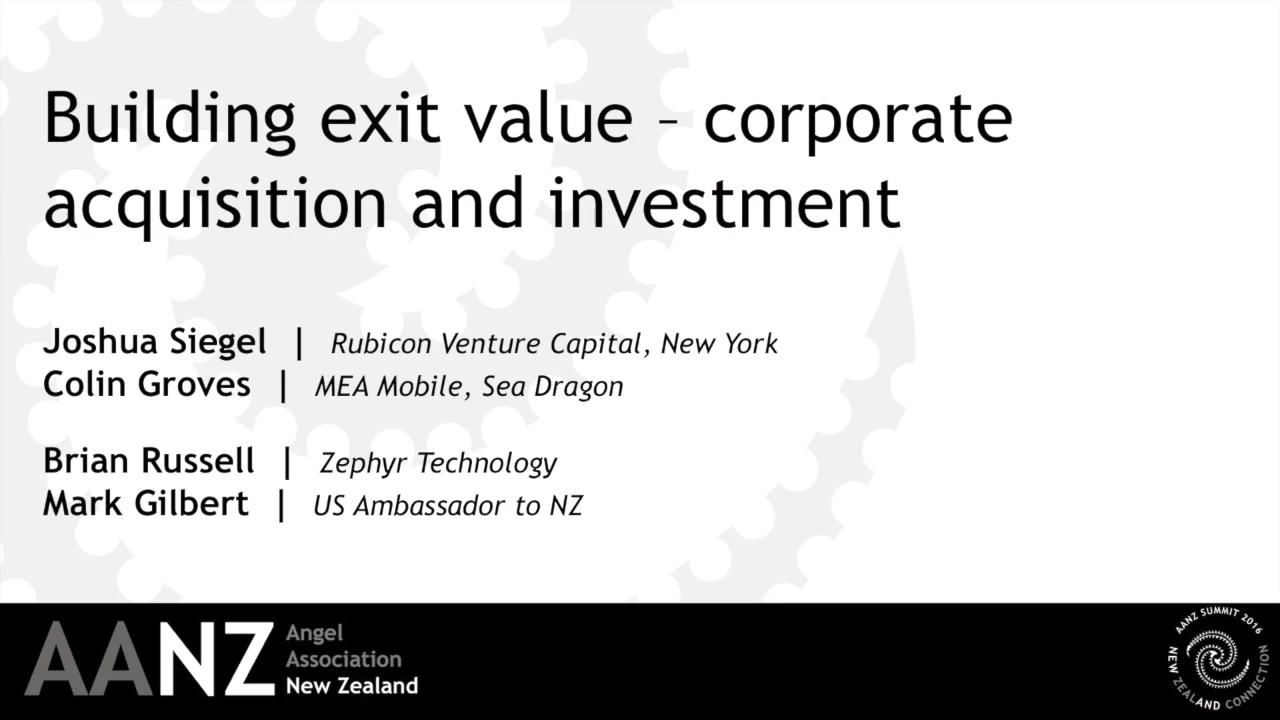 Building exit value – corporate
acquisition and investment
Joshua Siegel | Rubicon Venture Capital, New York
Colin Groves | MEA Mobile, Sea Dragon
Brian Russell | Zephyr Technology
Mark Gilbert | US Ambassador to NZ
AANZ
Angel
Association
New Zealand
AANZ SUMMIT 2016
NEW ZEALAND CONNECTION